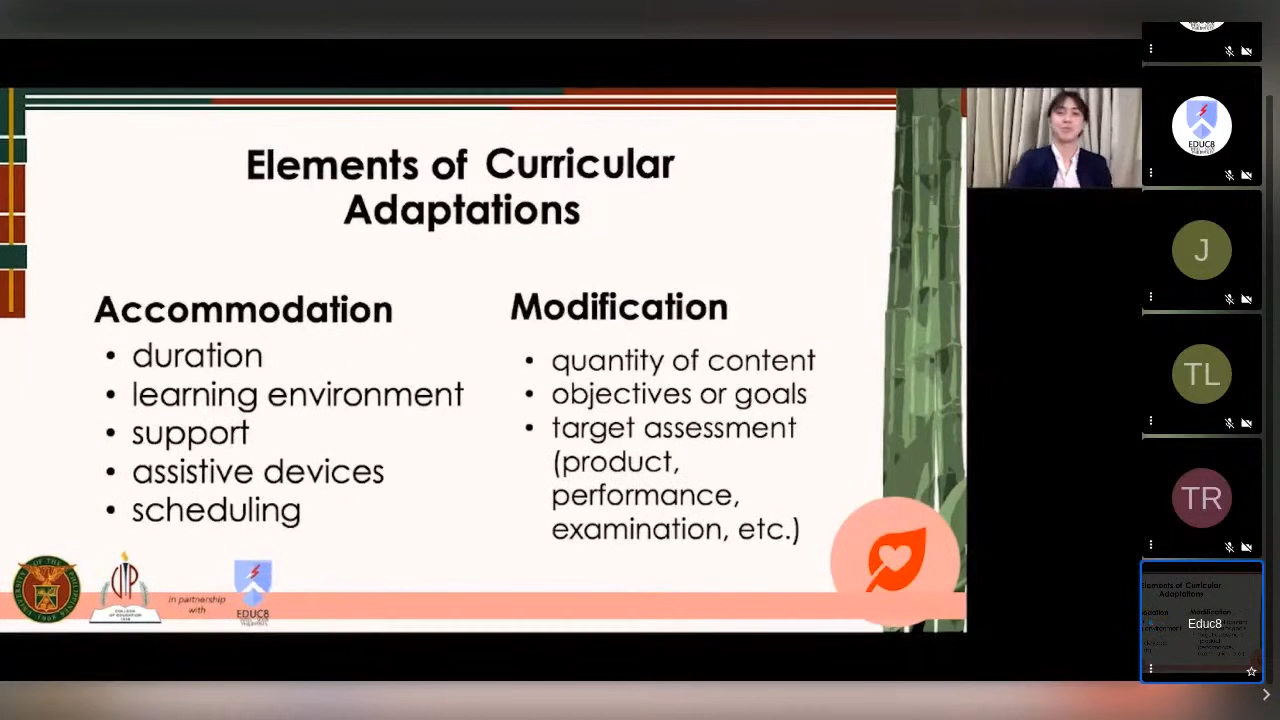 Elements of Curricular
Adaptations
Accommodation
• duration
• learning environment
• support
• assistive devices
• scheduling
Modification
• quantity of content
• objectives or goals
• target assessment
(product,
performance,
examination, etc.)
in partnership
with
EDUC8
EDUC8
J
TL
TR
Educ8